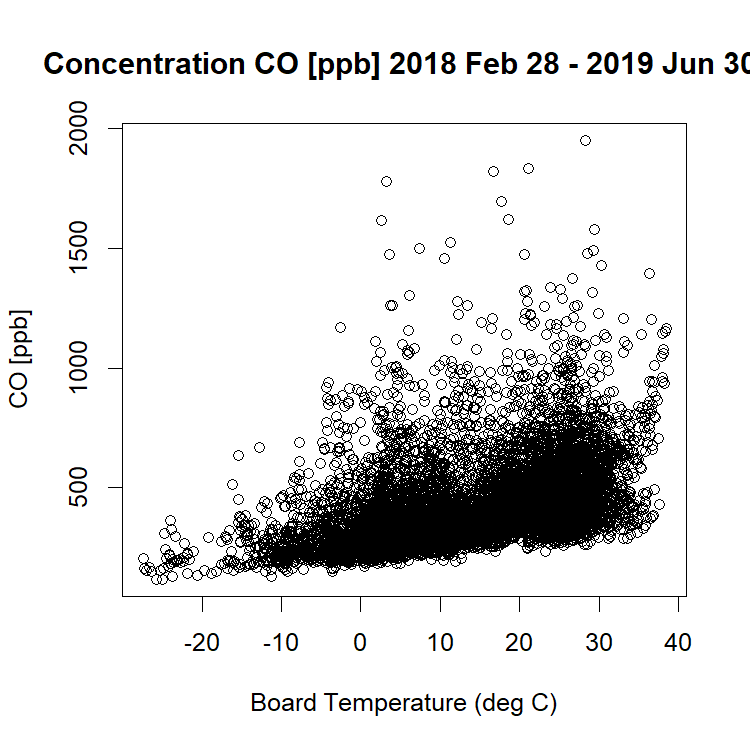 Concentration CO [ppb] 2018 Feb 28 - 2019 Jun 30
2000
1500
1000
500
CO [ppb]
-20 -10 0 10 20 30 40
Board Temperature (deg C)